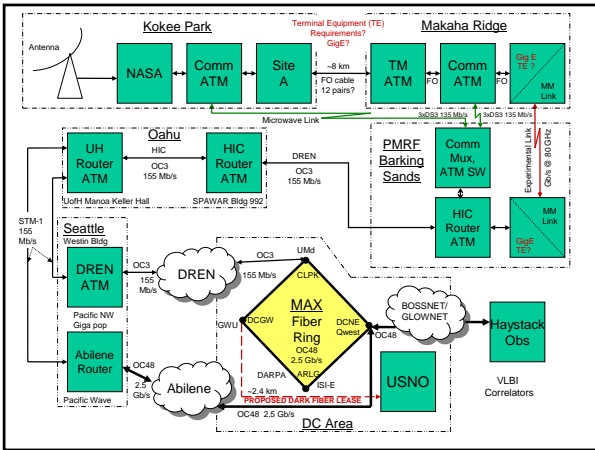 Kokee Park
Terminal Equipment (TE)
Requirements?
GigE?
Makaha Ridge
Antenna
NASA
Comm
ATM
Site
A
~8 km
FO cable
12 pairs?
TM
ATM
FO
Comm
ATM
FO
Gig E
TE ?
MM
Link
3xDS3 135 Mb/s
3xDS3 135 Mb/s
Microwave Link
Oahu
UH
Router
ATM
HIC
OC3
155 Mb/s
HIC
Router
ATM
DREN
OC3
155 Mb/s
UofH Manoa Keller Hall
SPAWAR Bldg 992
PMRF
Barking
Sands
Comm
Mux,
ATM SW
HIC
Router
ATM
Experimental Link
Gb/s @ 80 GHz
MM
Link
GigE
TE?
STM-1
155
Mb/s
Seattle
Westin Bldg
DREN
ATM
OC3
155
Mb/s
DREN
155 Mb/s
OC3
UMd
CLPK
Pacific NW
Giga pop
Abilene
Router
Pacific Wave
OC48
2.5
Gb/s
Abilene
MAX
Fiber
Ring
OC48
2.5 Gb/s
DCGW
GWU
DCNE
Qwest
ARLG
DARPA
ISI-E
~2.4 km
PROPOSED DARK FIBER LEASE
OC48 2.5 Gb/s
DC Area
USNO
BOSSNET/
GLOWNET
OC48
Haystack
Obs
VLBI
Correlators